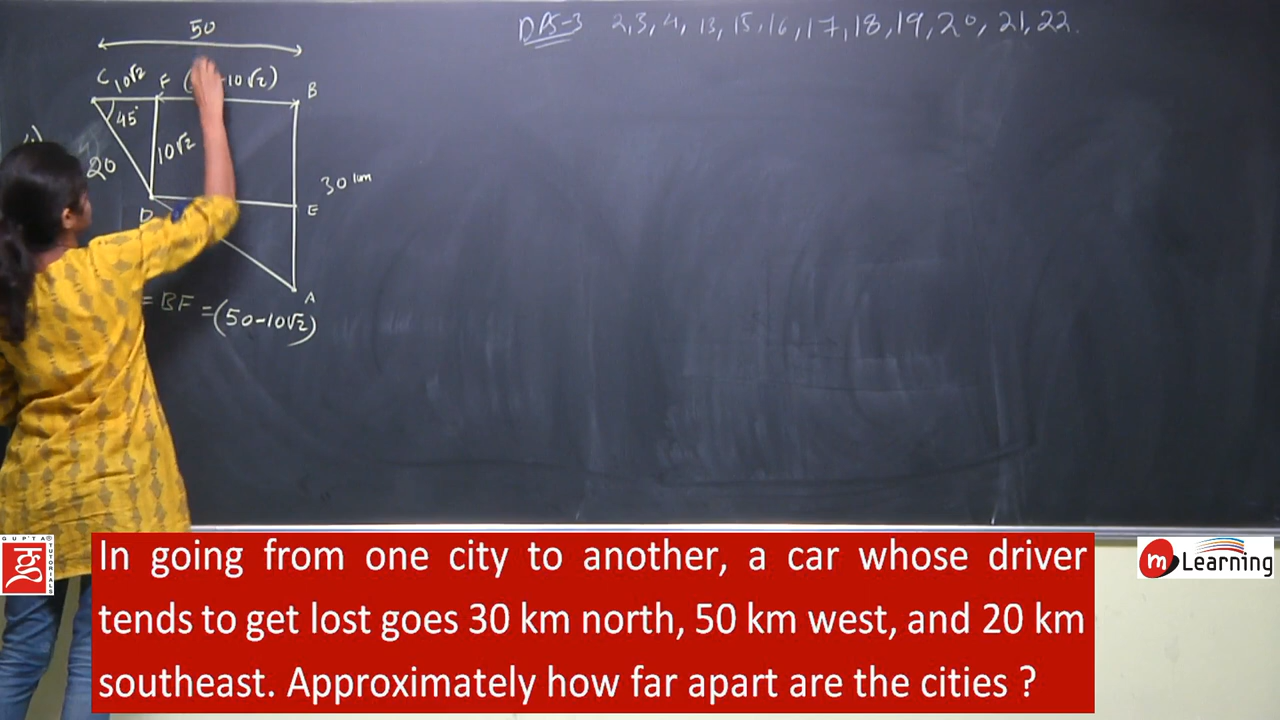 50
DPS-3 2,3,4, 13, 15, 16, 17, 18, 19, 20, 21, 22.
C 10√2 F -10√2) B
45°
10√2
20
30 km
D
E
A
= BF = (50-10√2)
GUPTA®
TUTORIALS
m Learning
In going from one city to another, a car whose driver
tends to get lost goes 30 km north, 50 km west, and 20 km
southeast. Approximately how far apart are the cities ?